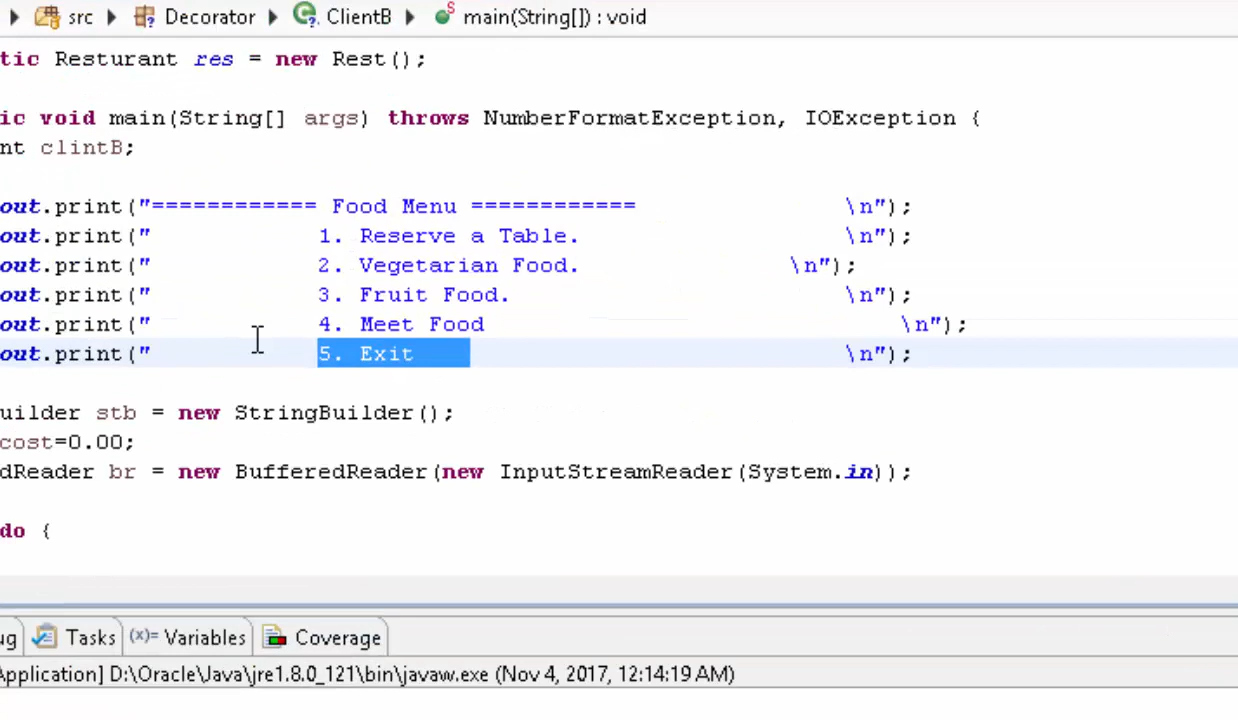 src Decorator ClientB main(String[]) : void
tic Resturant res = new Rest();
ic void main(String[] args) throws NumberFormatException, IOException {
nt clintB;
out.print("============ Food Menu ============ \n");
out.print(" 1. Reserve a Table. \n");
out.print(" 2. Vegetarian Food. \n");
out.print(" 3. Fruit Food. \n");
out.print(" 4. Meet Food \n");
out.print(" 5. Exit \n");
uilder stb = new StringBuilder();
cost=0.00;
dReader br = new BufferedReader(new InputStreamReader(System.in));
do {
ug Tasks (x)= Variables Coverage
Application] D:\Oracle\Java\jre1.8.0_121\bin\javaw.exe (Nov 4, 2017, 12:14:19 AM)